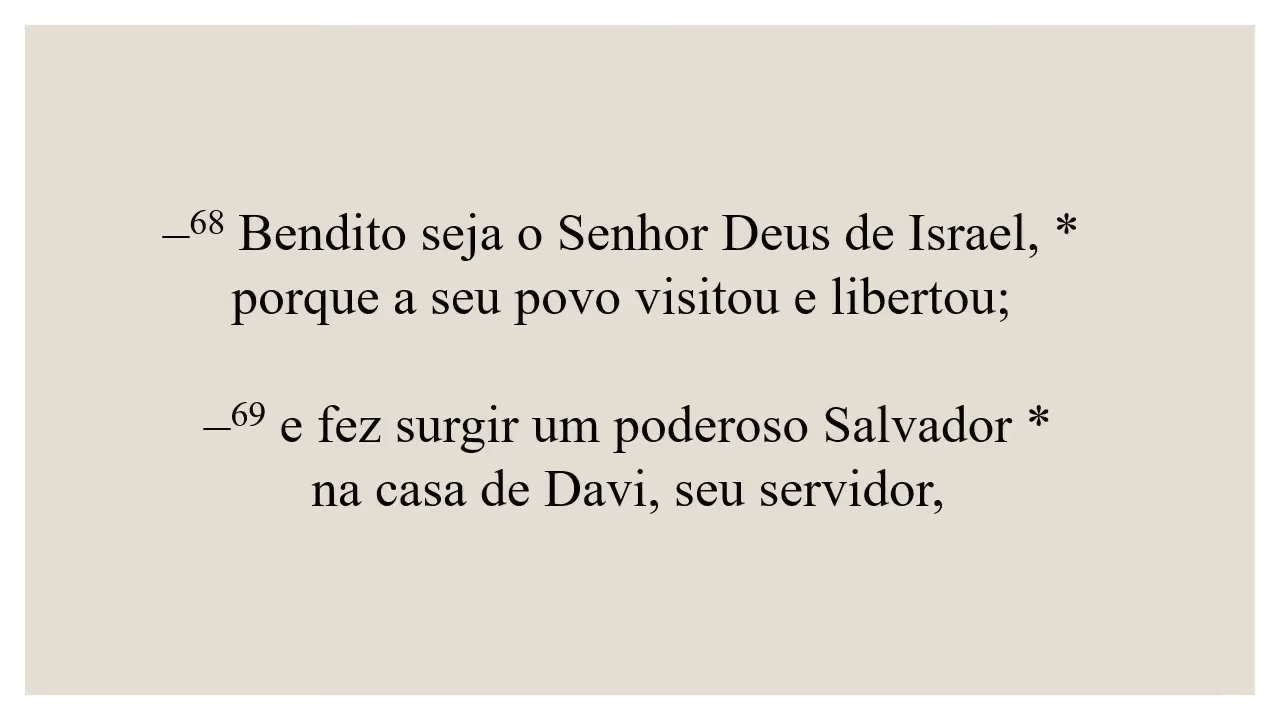 –68 Bendito seja o Senhor Deus de Israel, *
porque a seu povo visitou e libertou;
–69 e fez surgir um poderoso Salvador *
na casa de Davi, seu servidor,